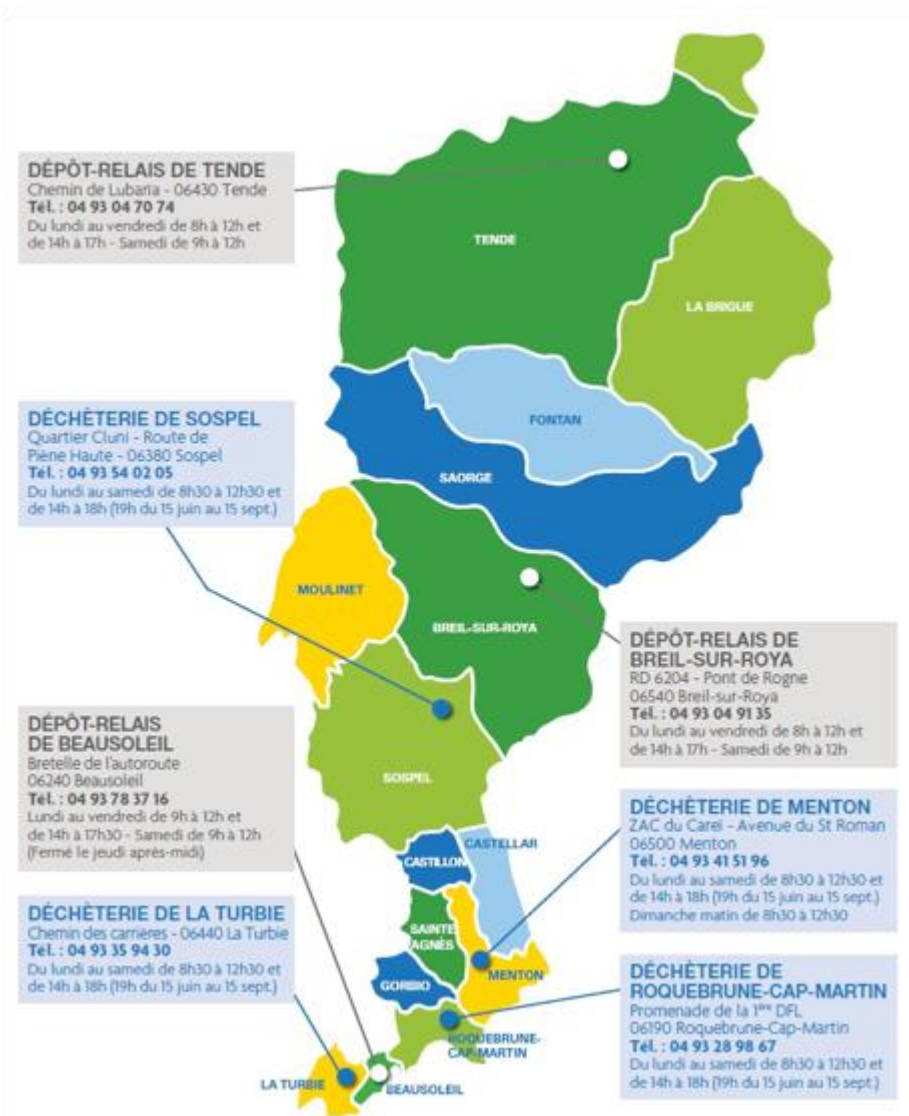 DÉPÔT-RELAIS DE TENDE
Chemin de Lubaria - 06430 Tende
Tél. : 04 93 04 70 74
Du lundi au vendredi de 8h à 12h et
de 14h à 17h - Samedi de 9h à 12h
TENDE
LA BRIGUE
FONTAN
SAORGE
DÉCHÈTERIE DE SOSPEL
Quartier Cluni - Route de
Piène Haute - 06380 Sospel
Tél. : 04 93 54 02 05
Du lundi au samedi de 8h30 à 12h30 et
de 14h à 18h (19h du 15 juin au 15 sept.)
MOULINET
BREIL-SUR-ROYA
DÉPÔT-RELAIS DE
BREIL-SUR-ROYA
RD 6204 - Pont de Rogne
06540 Breil-sur-Roya
Tél. : 04 93 04 91 35
Du lundi au vendredi de 8h à 12h et
de 14h à 17h - Samedi de 9h à 12h
DÉPÔT-RELAIS
DE BEAUSOLEIL
Bretelle de l'autoroute
06240 Beausoleil
Tél. : 04 93 78 37 16
Lundi au vendredi de 9h à 12h et
de 14h à 17h30 - Samedi de 9h à 12h
(Fermé le jeudi après-midi)
SOSPEL
CASTELLAR
CASTILLON
DÉCHÈTERIE DE MENTON
ZAC du Careï - Avenue du St Roman
06500 Menton
Tél. : 04 93 41 51 96
Du lundi au samedi de 8h30 à 12h30 et
de 14h à 18h (19h du 15 juin au 15 sept.)
Dimanche matin de 8h30 à 12h30
DÉCHÈTERIE DE LA TURBIE
Chemin des carrières - 06440 La Turbie
Tél. : 04 93 35 94 30
Du lundi au samedi de 8h30 à 12h30 et
de 14h à 18h (19h du 15 juin au 15 sept.)
SAINTE
AGNÈS
MENTON
GORBIO
DÉCHÈTERIE DE
ROQUEBRUNE-CAP-MARTIN
Promenade de la 1ère DFL
06190 Roquebrune-Cap-Martin
Tél. : 04 93 28 98 67
Du lundi au samedi de 8h30 à 12h30 et
de 14h à 18h (19h du 15 juin au 15 sept.)
ROQUEBRUNE-
CAP-MARTIN
LA TURBIE
BEAUSOLEIL